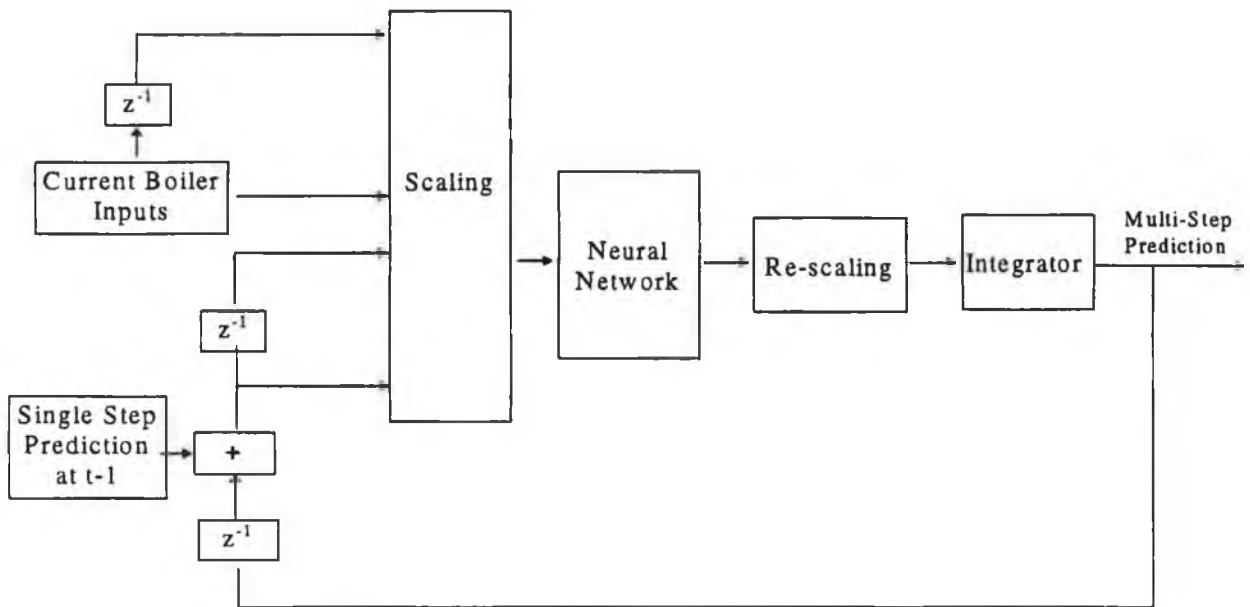 z⁻¹
Current Boiler
Inputs
Scaling
Neural
Network
Re-scaling
Integrator
Multi-Step
Prediction
z⁻¹
Single Step
Prediction
at t-1
+
z⁻¹